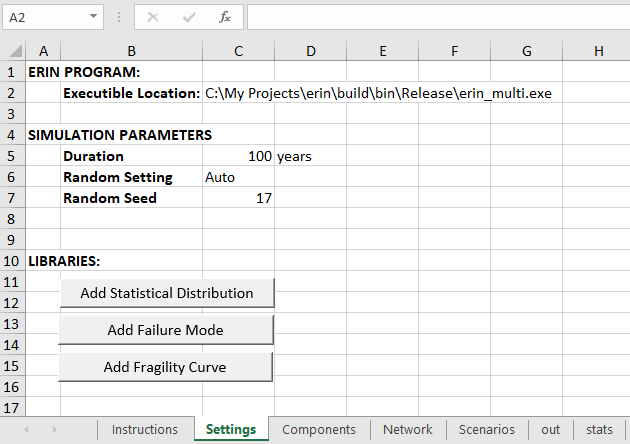 A2
fx
A B C D E F G H
1 ERIN PROGRAM:
2 Executible Location: C:\My Projects\erin\build\bin\Release\erin_multi.exe
3
4 SIMULATION PARAMETERS
5 Duration 100 years
6 Random Setting Auto
7 Random Seed 17
8
9
10 LIBRARIES:
11
Add Statistical Distribution
12
13
Add Failure Mode
14
15 Add Fragility Curve
16
17
Instructions Settings Components Network Scenarios out stats